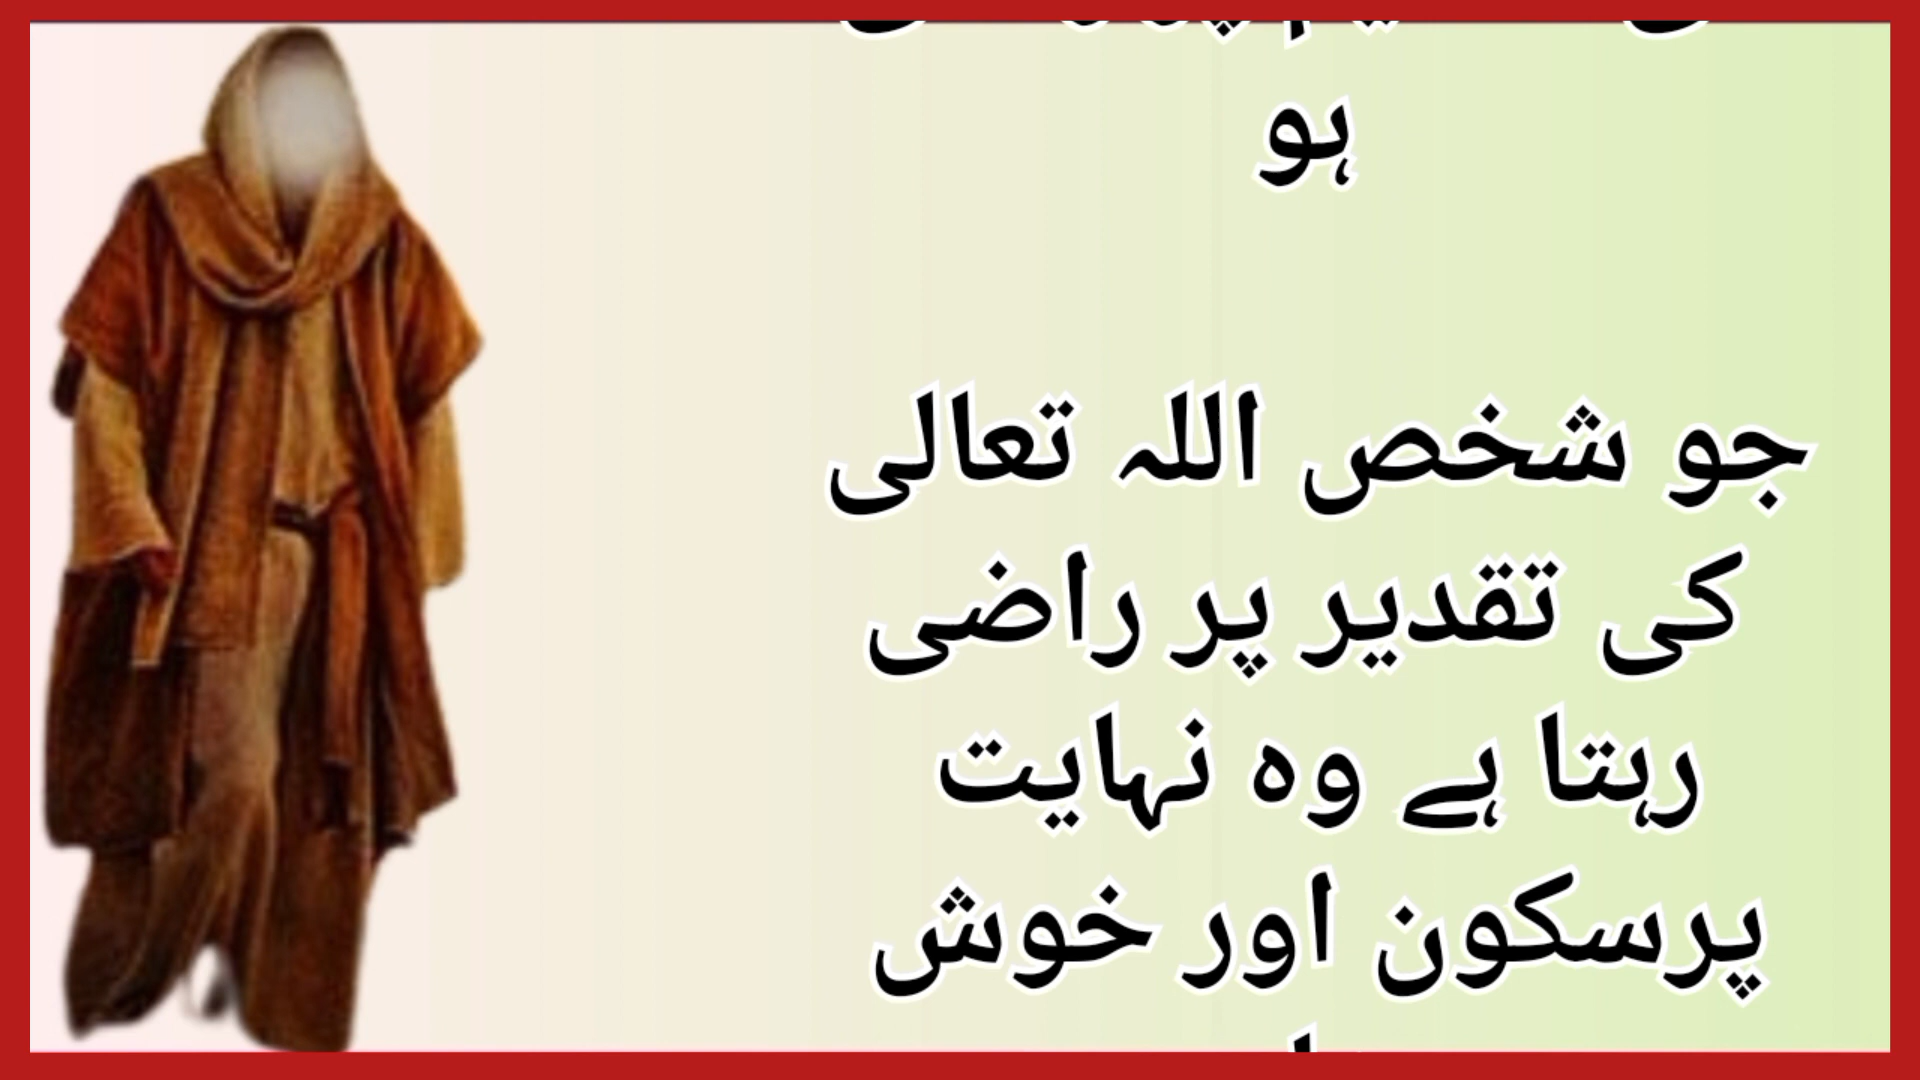 ہو
جو شخص اللہ تعالی
کی تقدیر پر راضی
رہتا ہے وہ نہایت
پرسکون اور خوش